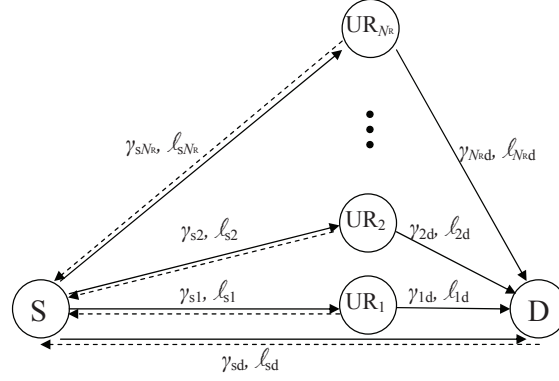 UR_{N_R}
γ_{sN_R}, ℓ_{sN_R}
γ_{N_Rd}, ℓ_{N_Rd}
UR_2
γ_{s2}, ℓ_{s2}
γ_{2d}, ℓ_{2d}
UR_1
γ_{s1}, ℓ_{s1}
γ_{1d}, ℓ_{1d}
S
D
γ_{sd}, ℓ_{sd}